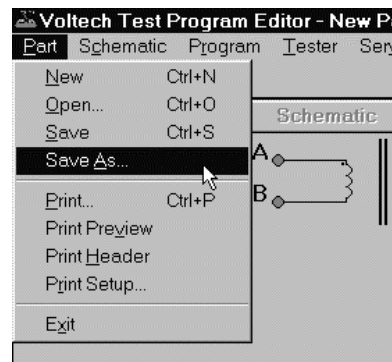 Voltech Test Program Editor - New P
Part Schematic Program Tester Ser
New Ctrl+N
Open... Ctrl+O
Save Ctrl+S
Save As...
Print... Ctrl+P
Print Preview
Print Header
Print Setup...
Exit
Schematic
A
B